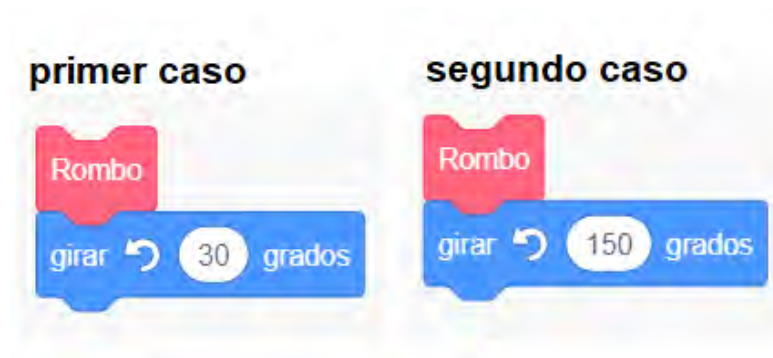 primer caso
Rombo
girar 30 grados
segundo caso
Rombo
girar 150 grados